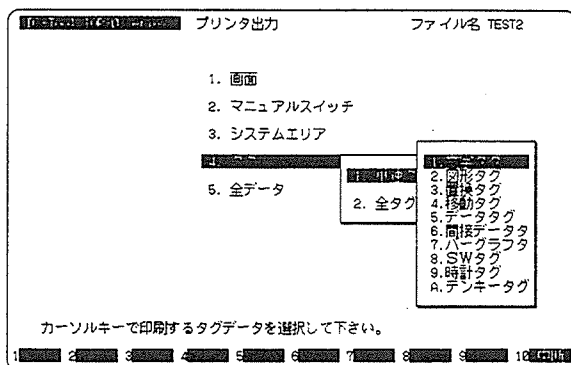 プリンタ出力
ファイル名 TEST2
1. 画面
2. マニュアルスイッチ
3. システムエリア
4.
5. 全データ
1.
2. 全タグ
1.
2.図形タグ
3.置換タグ
4.移動タグ
5.データタグ
6.間接データタ
7.バーグラフタ
8.SWタグ
9.時計タグ
A.テンキータグ
カーソルキーで印刷するタグデータを選択して下さい。
1 2 3 4 5 6 7 8 9 10